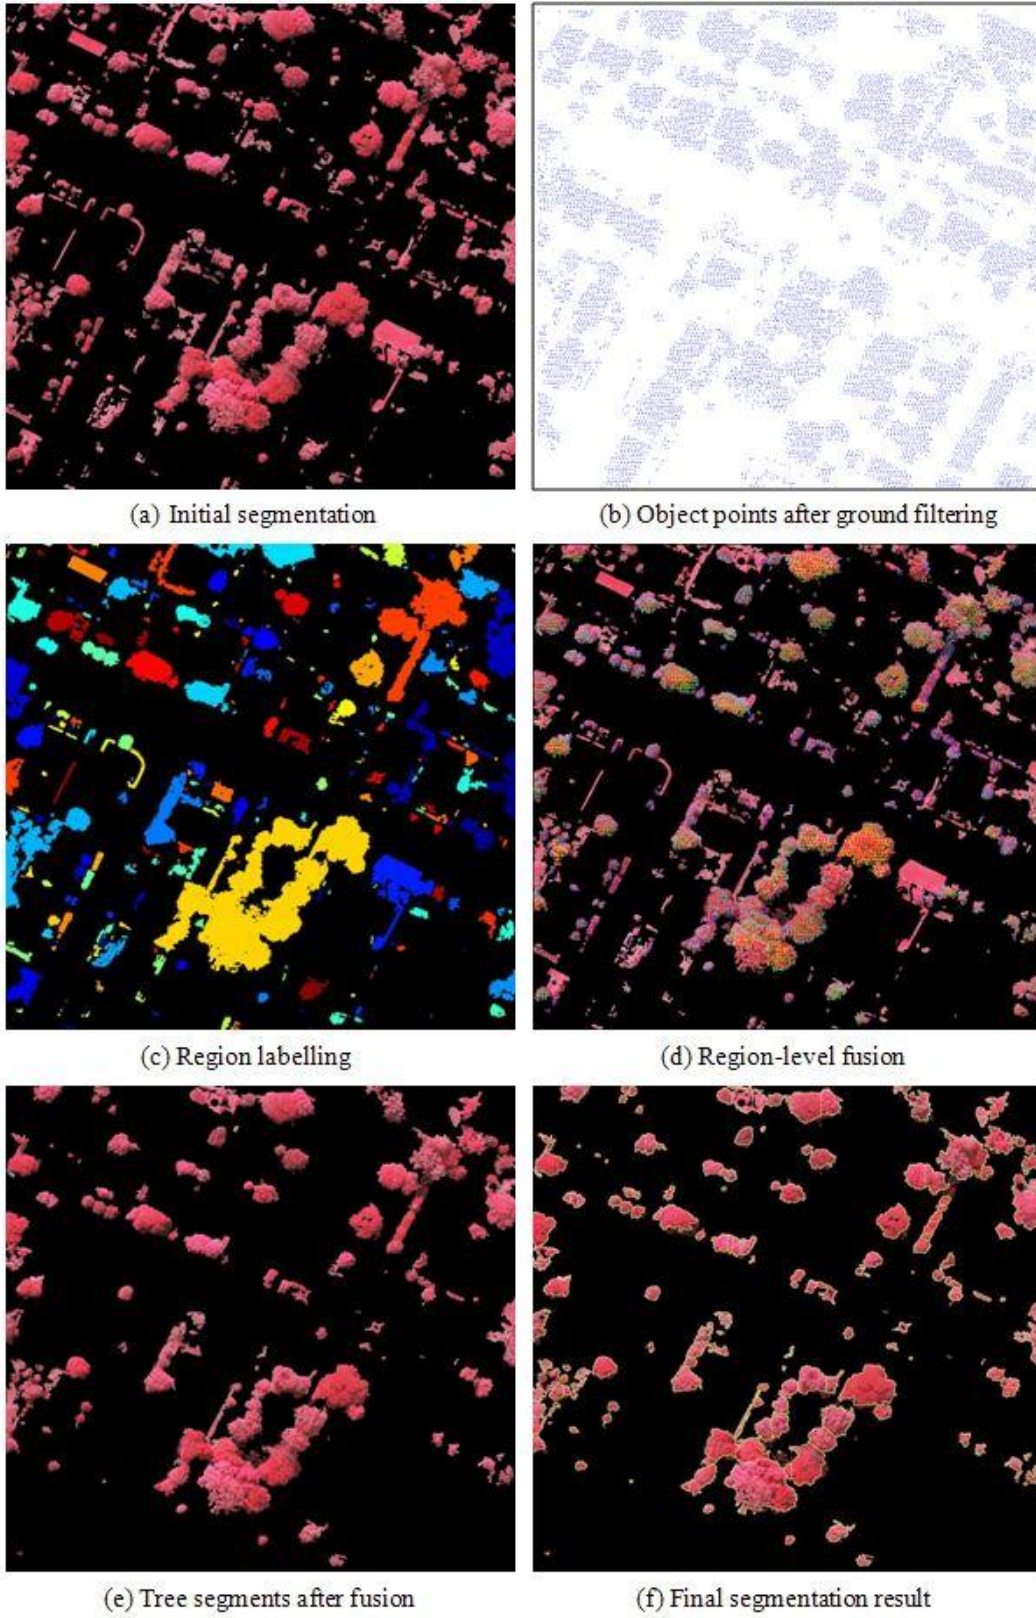 (a) Initial segmentation
(b) Object points after ground filtering
(c) Region labelling
(d) Region-level fusion
(e) Tree segments after fusion
(f) Final segmentation result